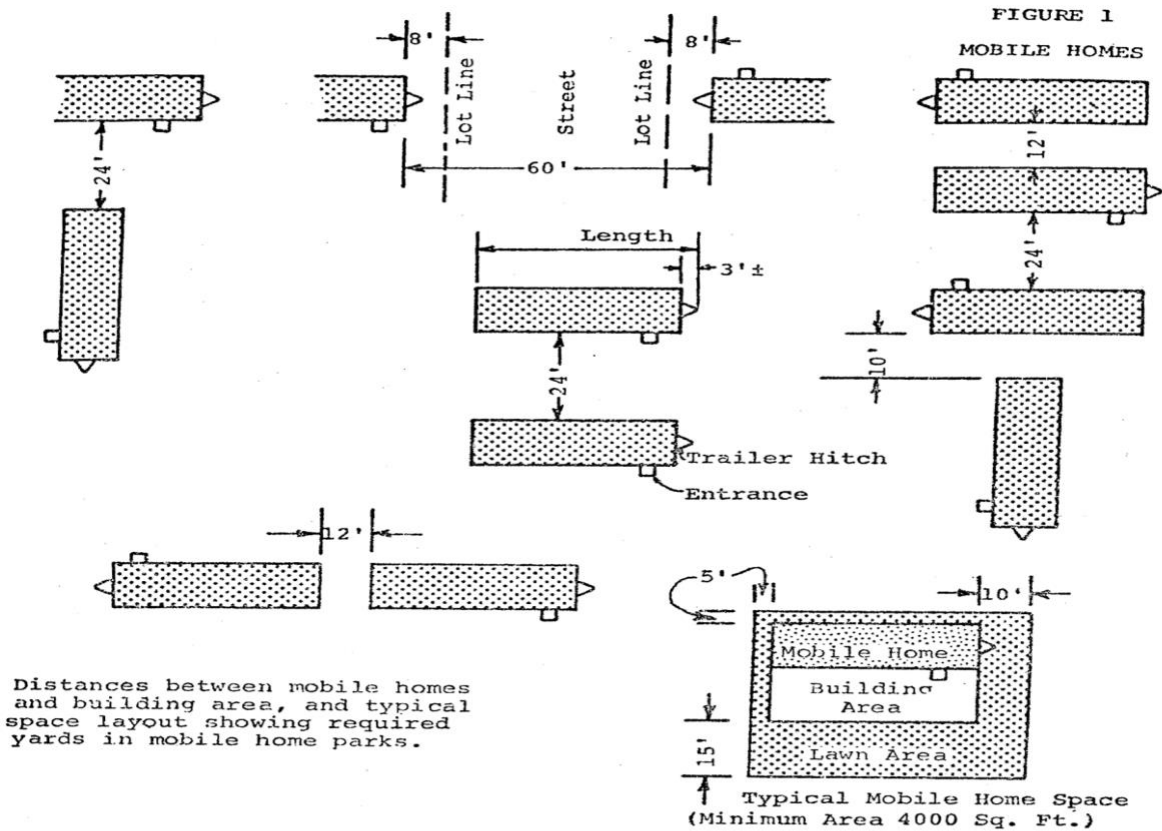 FIGURE 1
MOBILE HOMES
8'
8'
Lot Line
Street
Lot Line
60'
24'
12'
24'
10'
Length
3'±
24'
Trailer Hitch
Entrance
12'
5'
10'
Mobile Home
Building
Area
15'
Lawn Area
Distances between mobile homes
and building area, and typical
space layout showing required
yards in mobile home parks.
Typical Mobile Home Space
(Minimum Area 4000 Sq. Ft.)